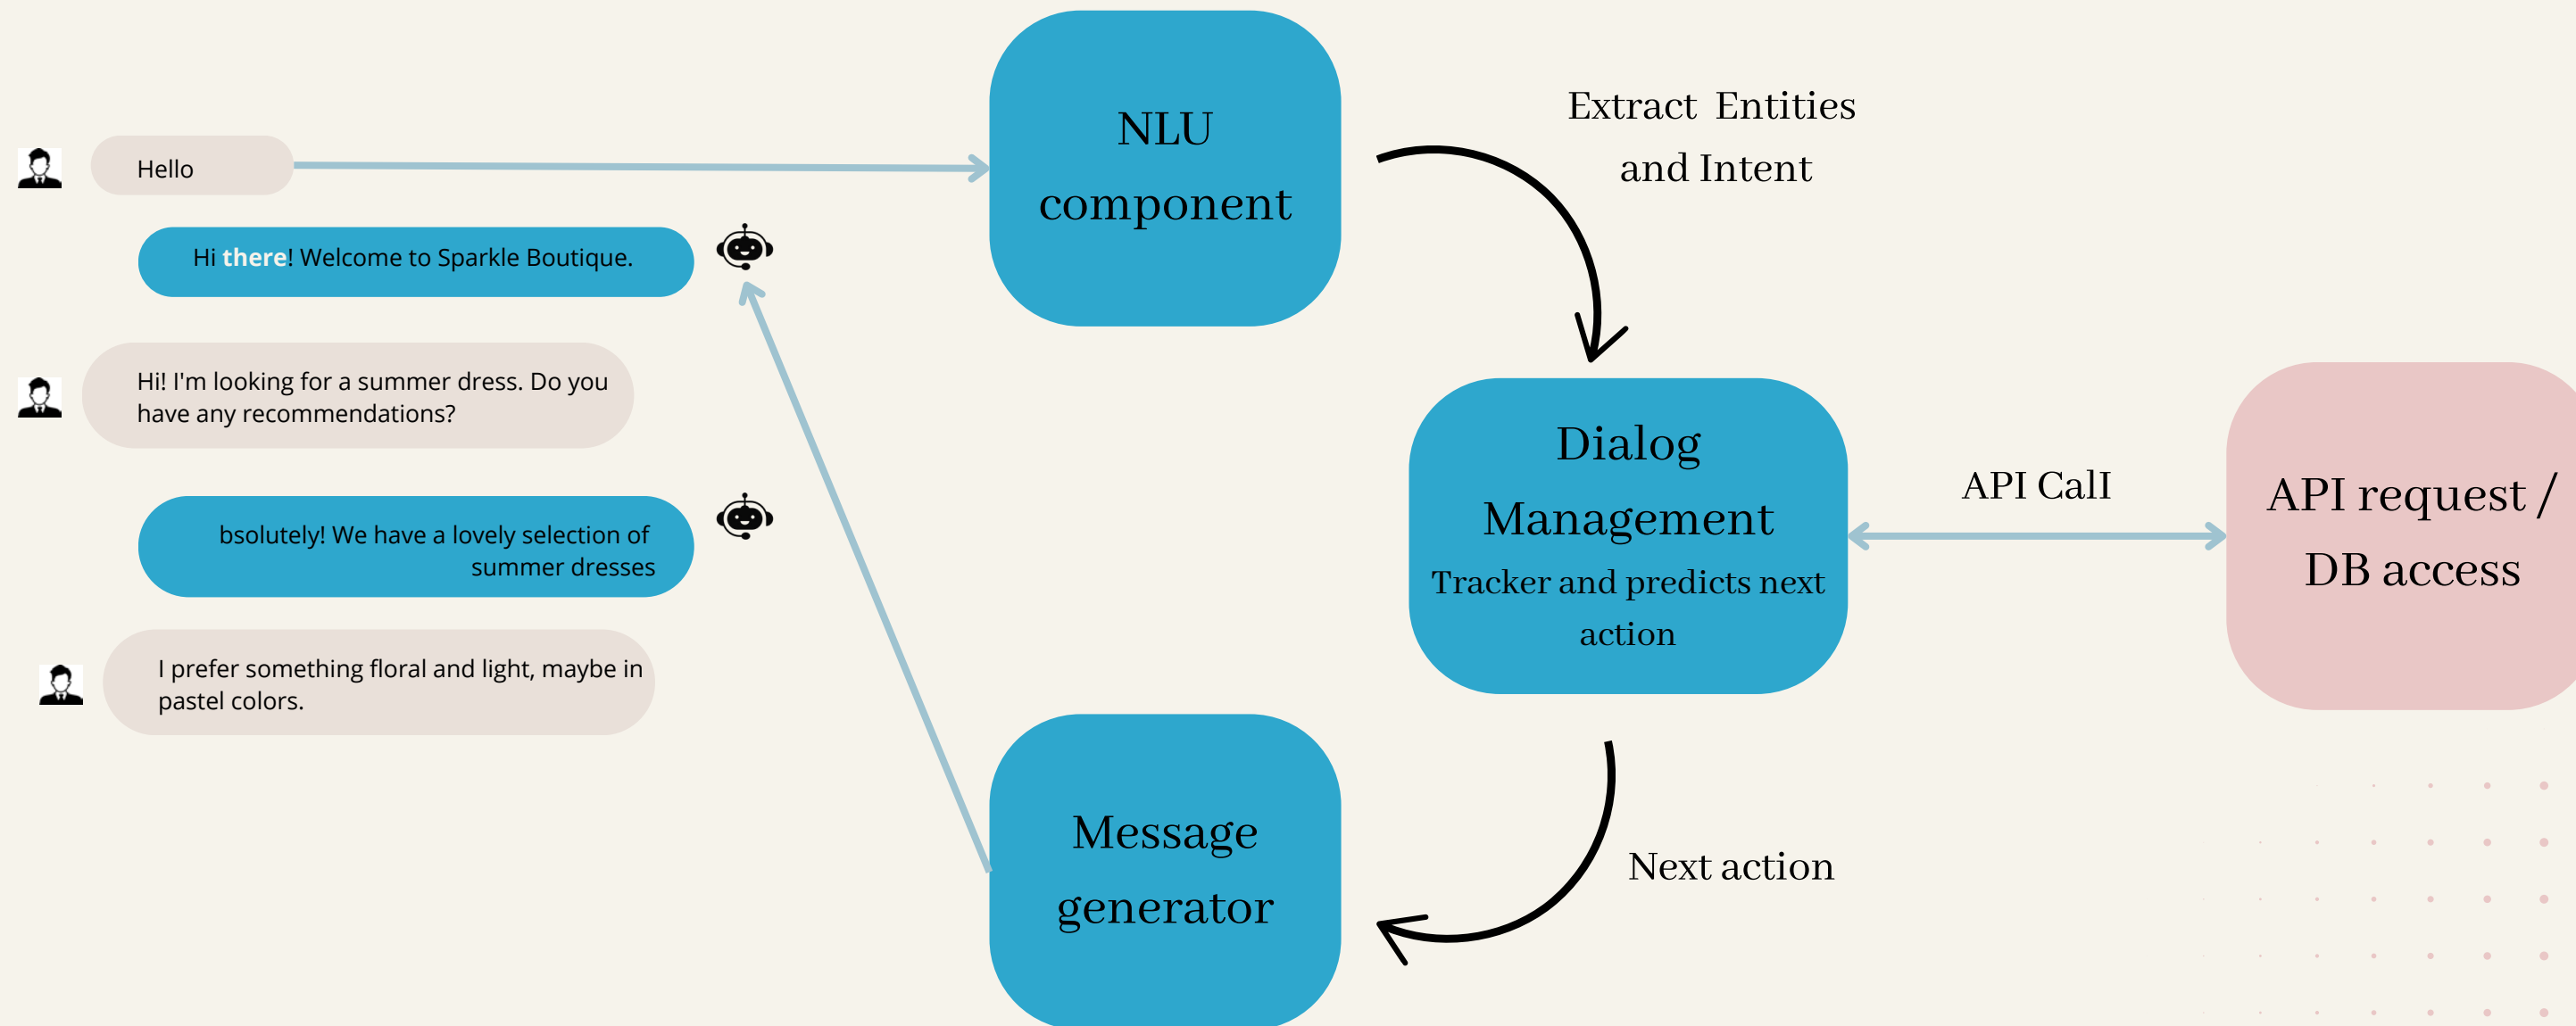 Hello
Hi there! Welcome to Sparkle Boutique.
Hi! I'm looking for a summer dress. Do you
have any recommendations?
bsolutely! We have a lovely selection of
summer dresses
I prefer something floral and light, maybe in
pastel colors.
NLU
component
Extract Entities
and Intent
Dialog
Management
Tracker and predicts next
action
API CalI
API request /
DB access
Next action
Message
generator